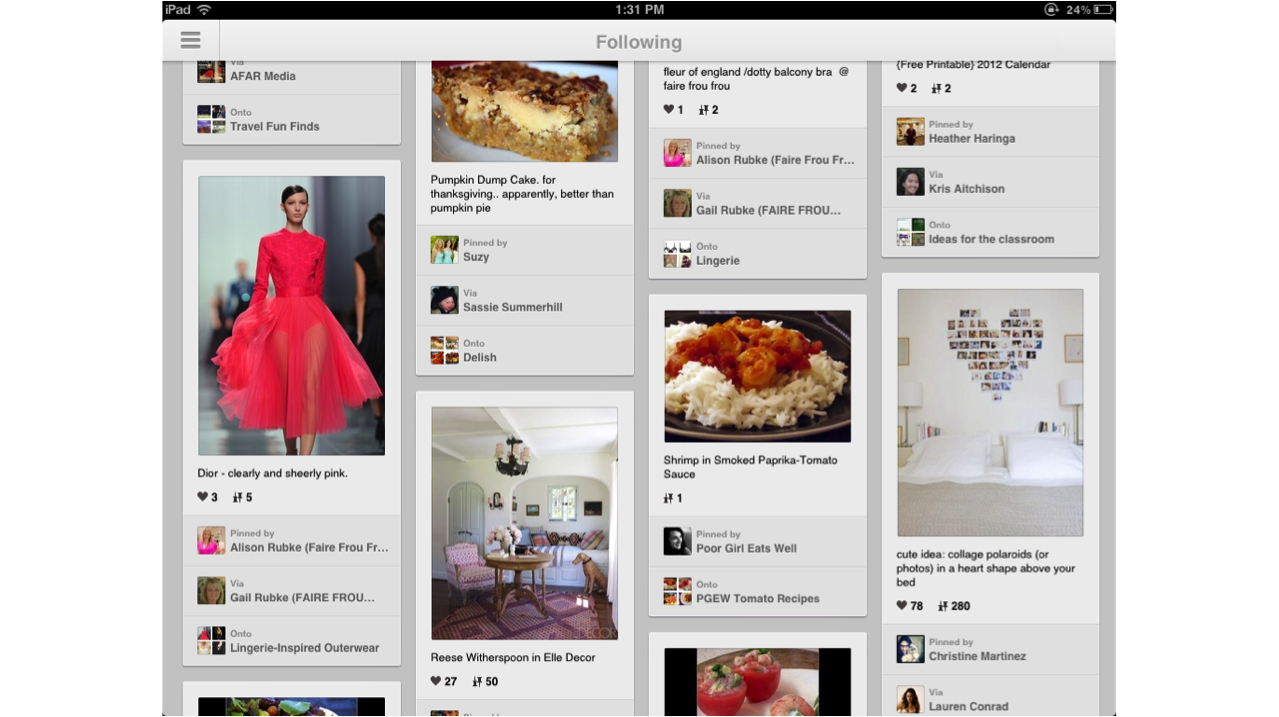 iPad
1:31 PM
24%
Following
Via
AFAR Media
Onto
Travel Fun Finds
Dior - clearly and sheerly pink.
3 5
Pinned by
Alison Rubke (Faire Frou Fr...
Via
Gail Rubke (FAIRE FROU...
Onto
Lingerie-Inspired Outerwear
Pumpkin Dump Cake. for
thanksgiving.. apparently, better than
pumpkin pie
Pinned by
Suzy
Via
Sassie Summerhill
Onto
Delish
DECOR
Reese Witherspoon in Elle Decor
27 50
Pinned by
fleur of england /dotty balcony bra @
faire frou frou
1 2
Pinned by
Alison Rubke (Faire Frou Fr...
Via
Gail Rubke (FAIRE FROU...
Onto
Lingerie
Shrimp in Smoked Paprika-Tomato
Sauce
1
Pinned by
Poor Girl Eats Well
Onto
PGEW Tomato Recipes
{Free Printable} 2012 Calendar
2 2
Pinned by
Heather Haringa
Via
Kris Aitchison
Onto
Ideas for the classroom
cute idea: collage polaroids (or
photos) in a heart shape above your
bed
78 280
Pinned by
Christine Martinez
Via
Lauren Conrad